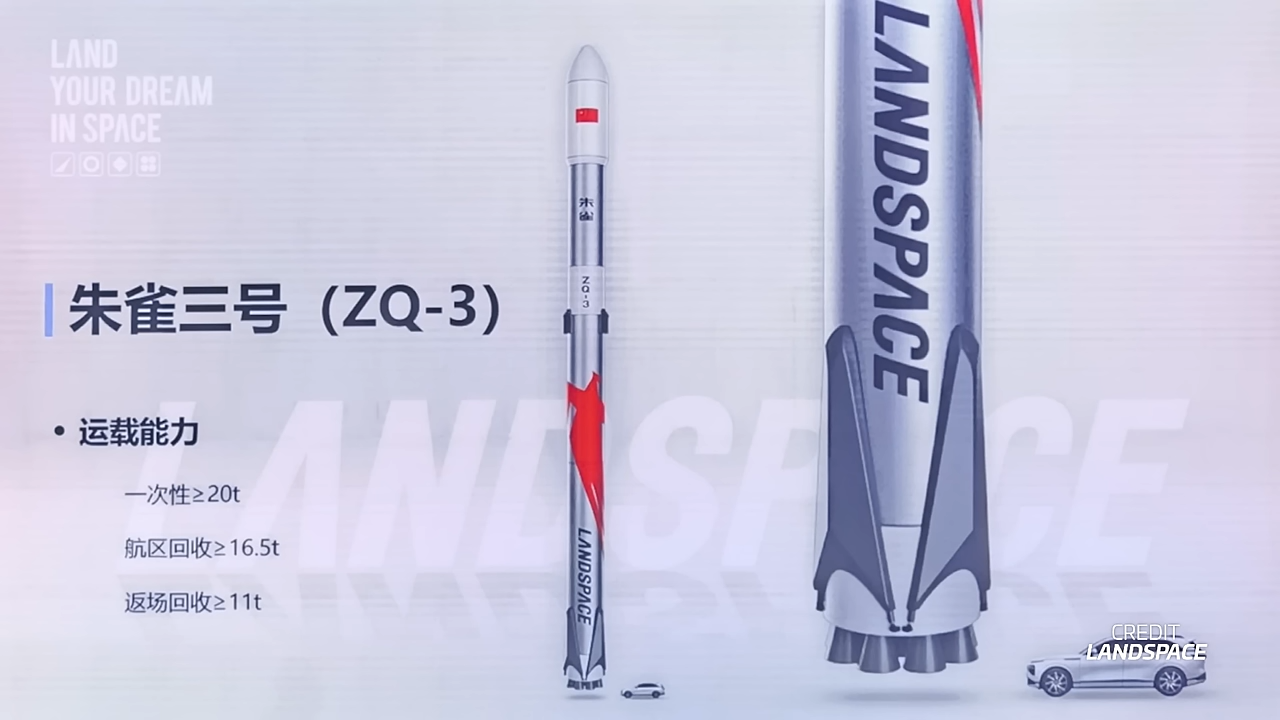 LAND
YOUR DREAM
IN SPACE
朱雀三号（ZQ-3）
• 运载能力
一次性≥20t
航区回收≥16.5t
返场回收≥11t
朱雀
ZQ-3
LANDSPACE
LANDSPACE
LANDSPACE
CREDIT
LANDSPACE